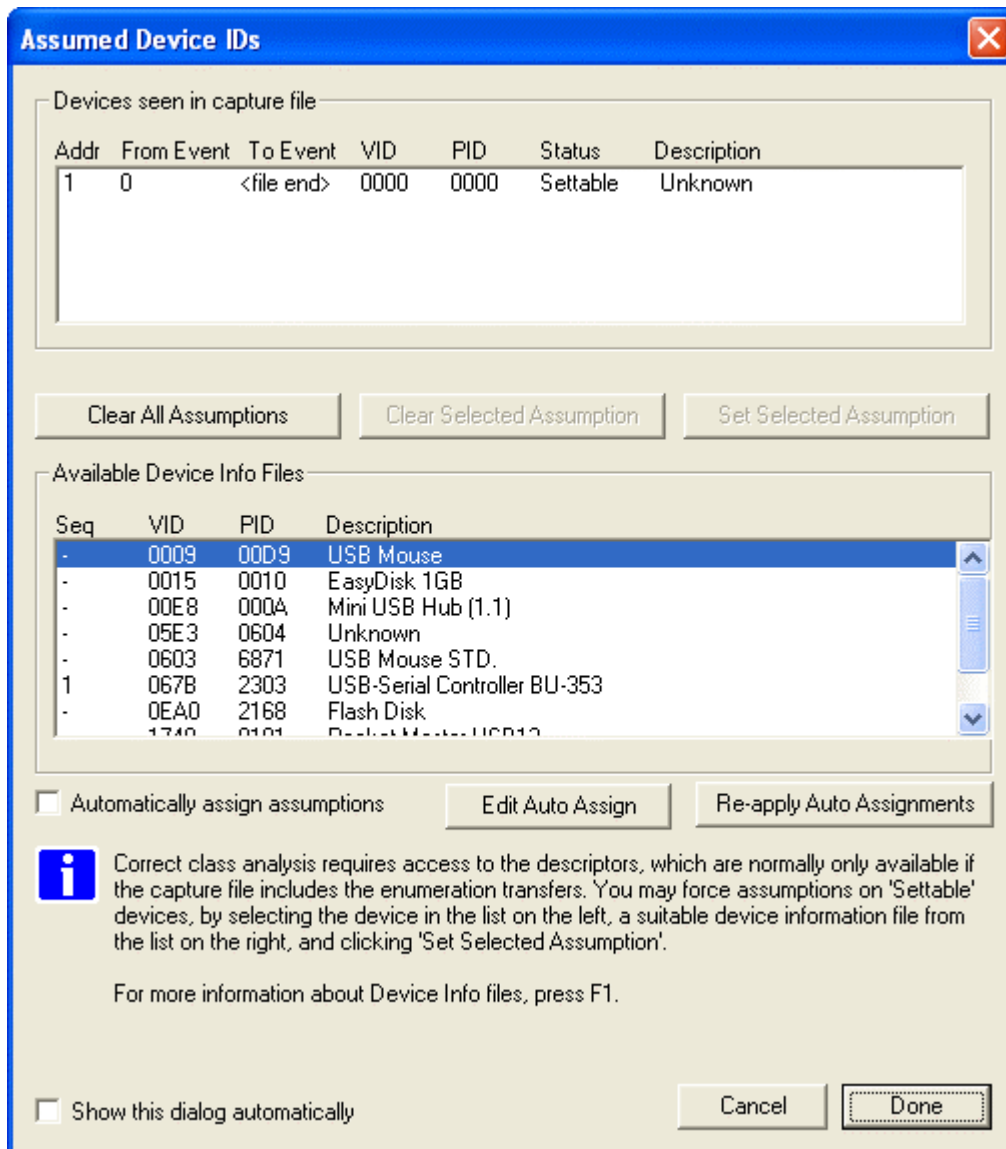 Assumed Device IDs
Devices seen in capture file
Addr From Event To Event VID PID Status Description
1 0 <file end> 0000 0000 Settable Unknown
Clear All Assumptions Clear Selected Assumption Set Selected Assumption
Available Device Info Files
Seq VID PID Description
- 0009 00D9 USB Mouse
- 0015 0010 EasyDisk 1GB
- 00E8 000A Mini USB Hub (1.1)
- 05E3 0604 Unknown
- 0603 6871 USB Mouse STD.
1 067B 2303 USB-Serial Controller BU-353
- 0EA0 2168 Flash Disk
Automatically assign assumptions Edit Auto Assign Re-apply Auto Assignments
Correct class analysis requires access to the descriptors, which are normally only available if
the capture file includes the enumeration transfers. You may force assumptions on 'Settable'
devices, by selecting the device in the list on the left, a suitable device information file from
the list on the right, and clicking 'Set Selected Assumption'.
For more information about Device Info files, press F1.
Show this dialog automatically Cancel Done